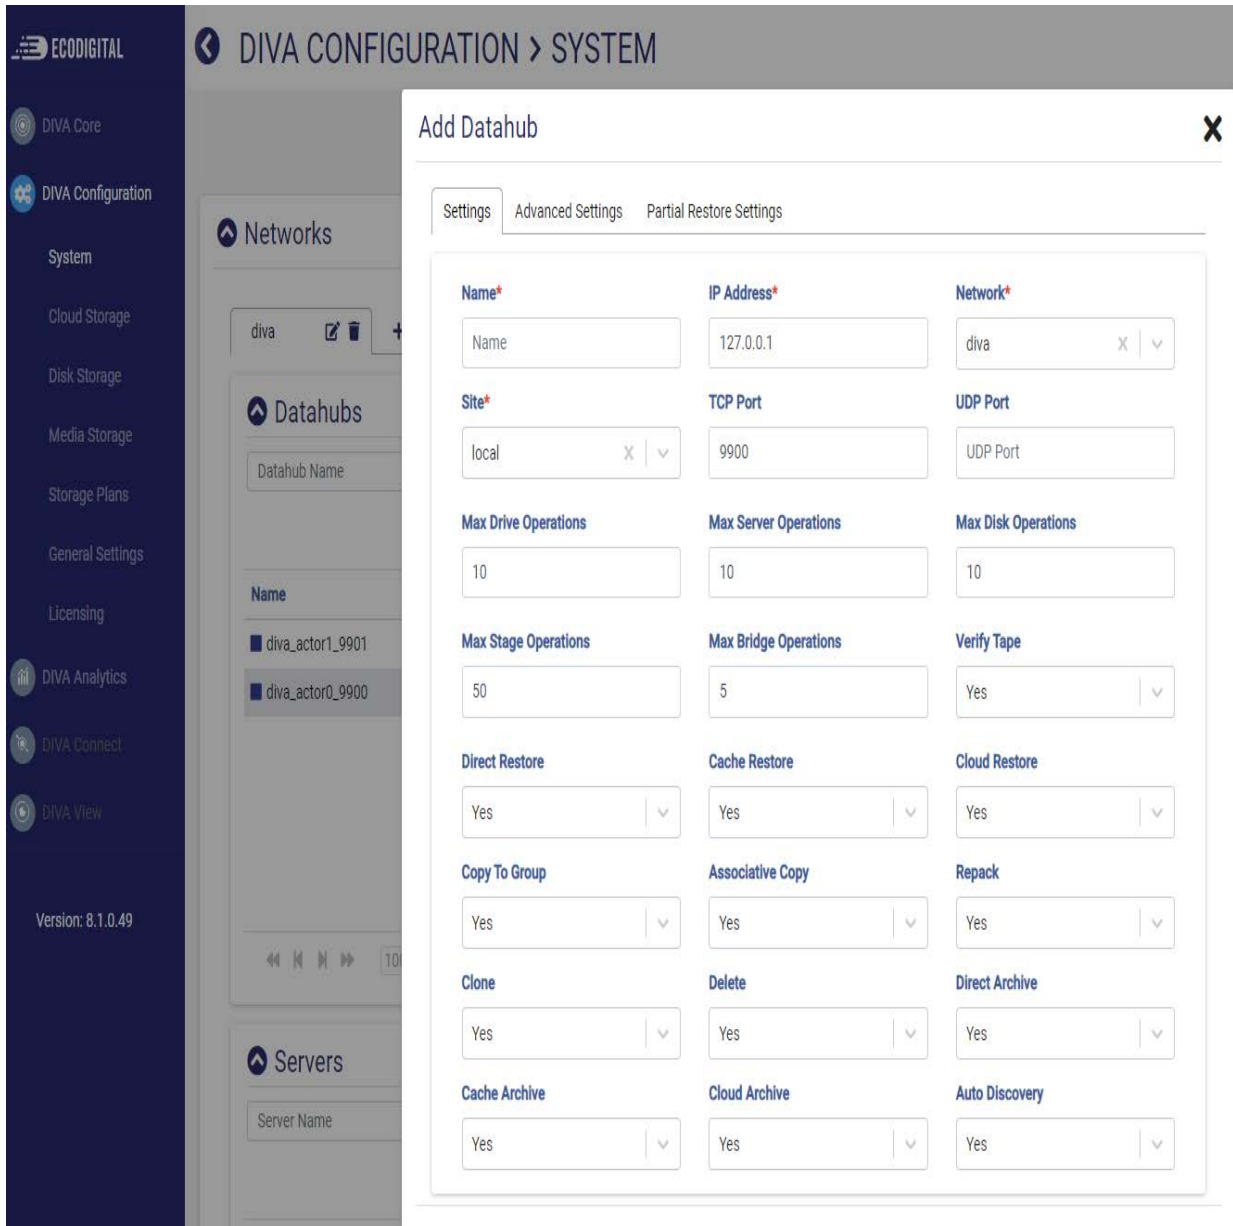 ECODIGITAL
DIVA CONFIGURATION > SYSTEM
DIVA Core
DIVA Configuration
System
Cloud Storage
Disk Storage
Media Storage
Storage Plans
General Settings
Licensing
DIVA Analytics
DIVA Connect
DIVA View
Version: 8.1.0.49
Networks
diva
Datahubs
Datahub Name
Name
diva_actor1_9901
diva_actor0_9900
Servers
Server Name
Add Datahub
Settings Advanced Settings Partial Restore Settings
Name* IP Address* Network*
Name 127.0.0.1 diva
Site* TCP Port UDP Port
local 9900 UDP Port
Max Drive Operations Max Server Operations Max Disk Operations
10 10 10
Max Stage Operations Max Bridge Operations Verify Tape
50 5 Yes
Direct Restore Cache Restore Cloud Restore
Yes Yes Yes
Copy To Group Associative Copy Repack
Yes Yes Yes
Clone Delete Direct Archive
Yes Yes Yes
Cache Archive Cloud Archive Auto Discovery
Yes Yes Yes